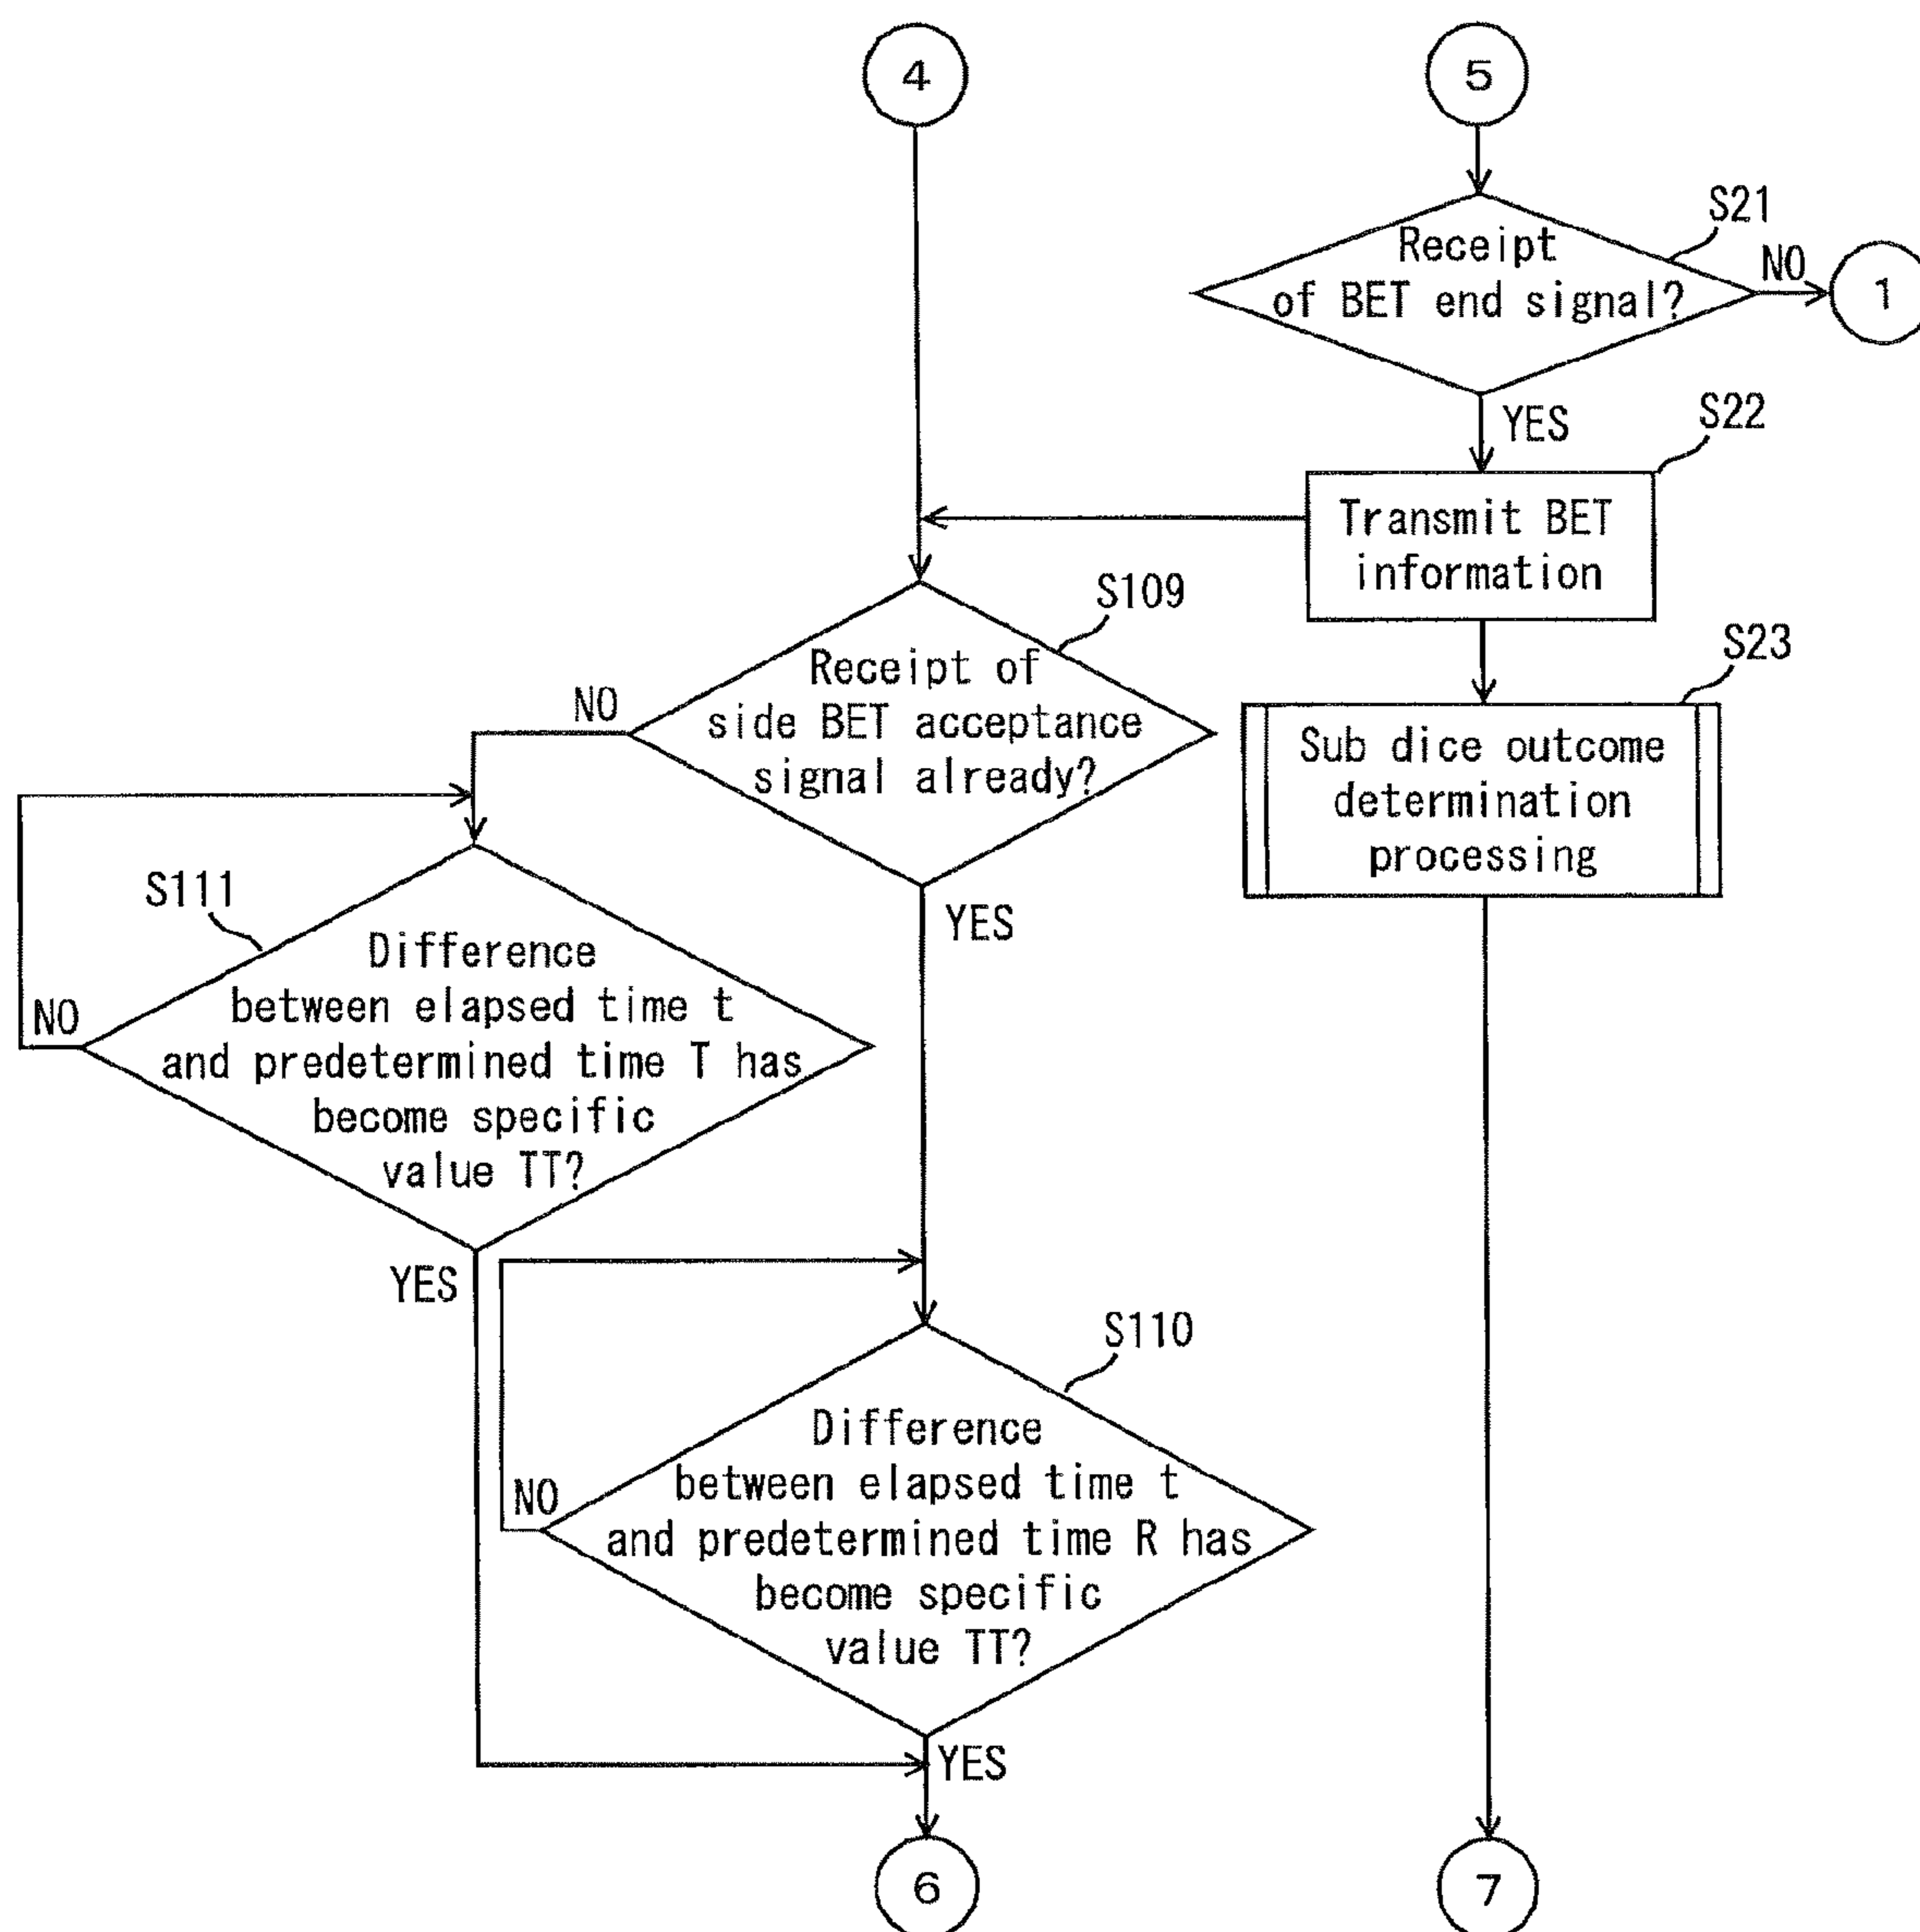 4
5
S21
Receipt
of BET end signal?
NO
1
YES
S22
Transmit BET
information
S109
Receipt of
side BET acceptance
signal already?
NO
YES
S23
Sub dice outcome
determination
processing
S111
Difference
between elapsed time t
and predetermined time T has
become specific
value TT?
NO
YES
S110
Difference
between elapsed time t
and predetermined time R has
become specific
value TT?
NO
YES
6
7